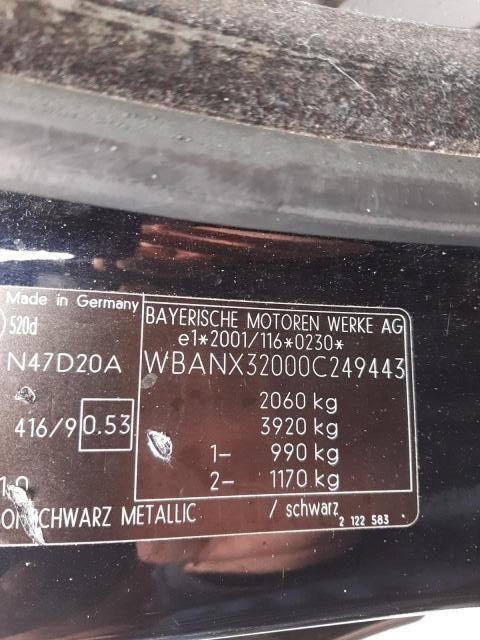 Made in Germany
520d
N47D20A
416/9 0.53
BAYERISCHE MOTOREN WERKE AG
e1*2001/116*0230*
WBANX32000C249443
2060 kg
3920 kg
1- 990 kg
2- 1170 kg
METALLIC / schwarz
2 122 583